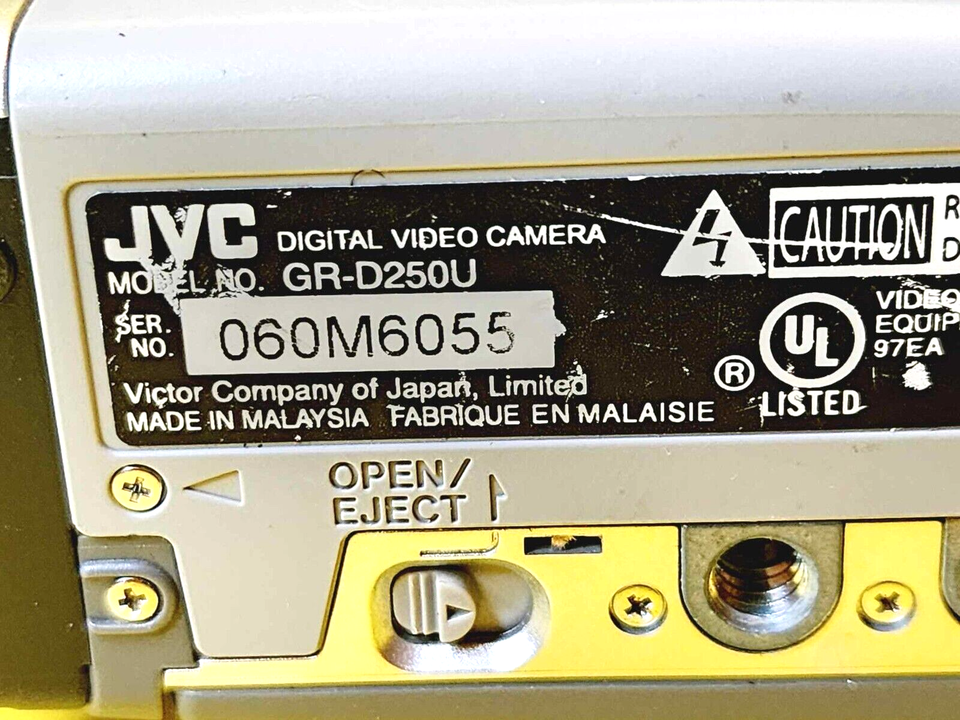 JVC DIGITAL VIDEO CAMERA
MODEL NO. GR-D250U
SER. NO. 060M6055
Victor Company of Japan, Limited
MADE IN MALAYSIA FABRIQUE EN MALAISIE
CAUTION
R
D
UL
®
LISTED
VIDEO
EQUIP
97EA
OPEN/
EJECT